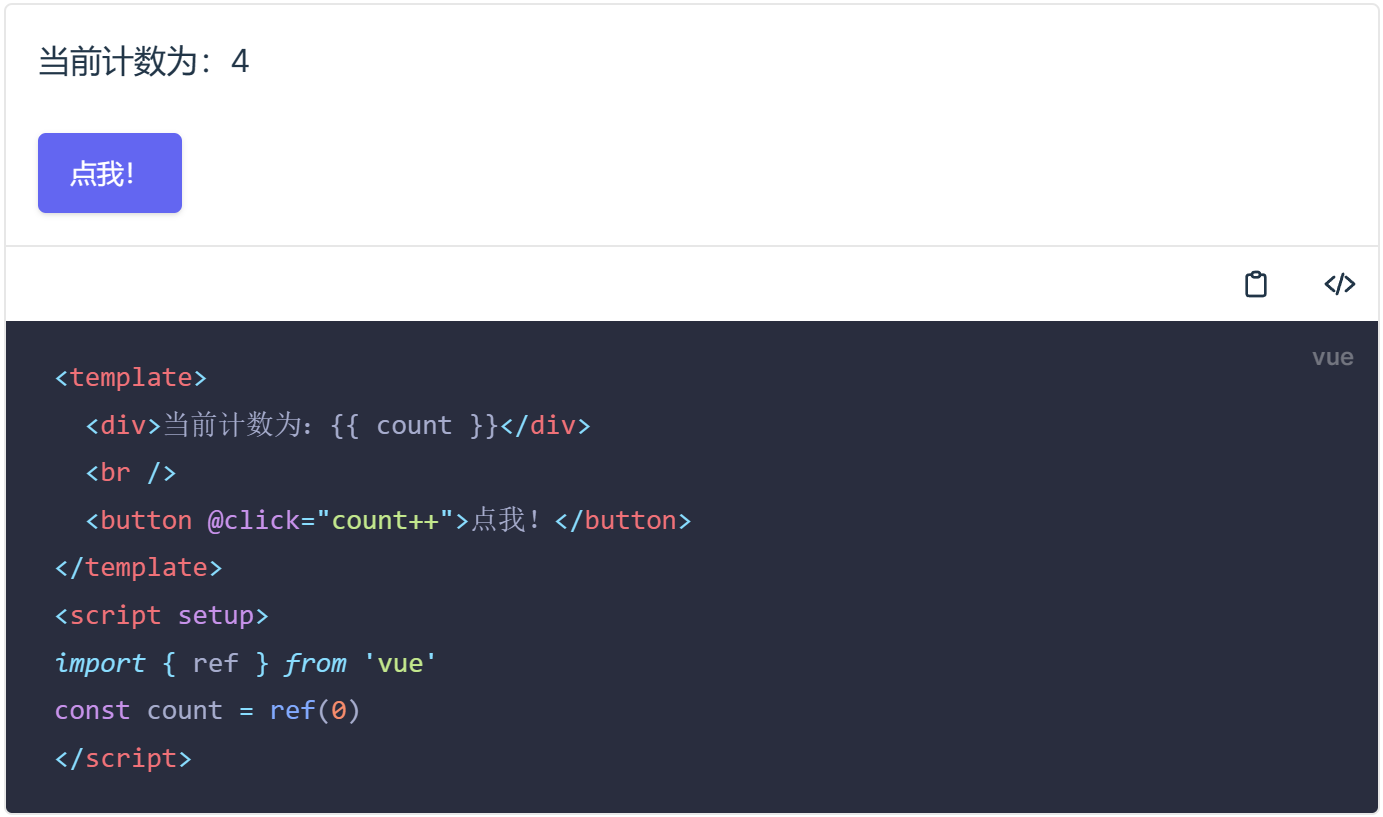 当前计数为：4
点我！
</>
vue
<template>
  <div>当前计数为：{{ count }}</div>
  <br />
  <button @click="count++">点我！</button>
</template>
<script setup>
import { ref } from 'vue'
const count = ref(0)
</script>